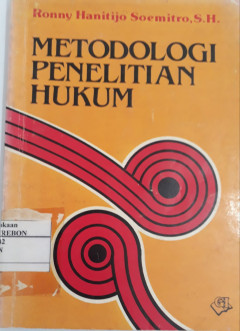 Ronny Hanitijo Soemitro, S.H.
METODOLOGI
PENELITIAN
HUKUM